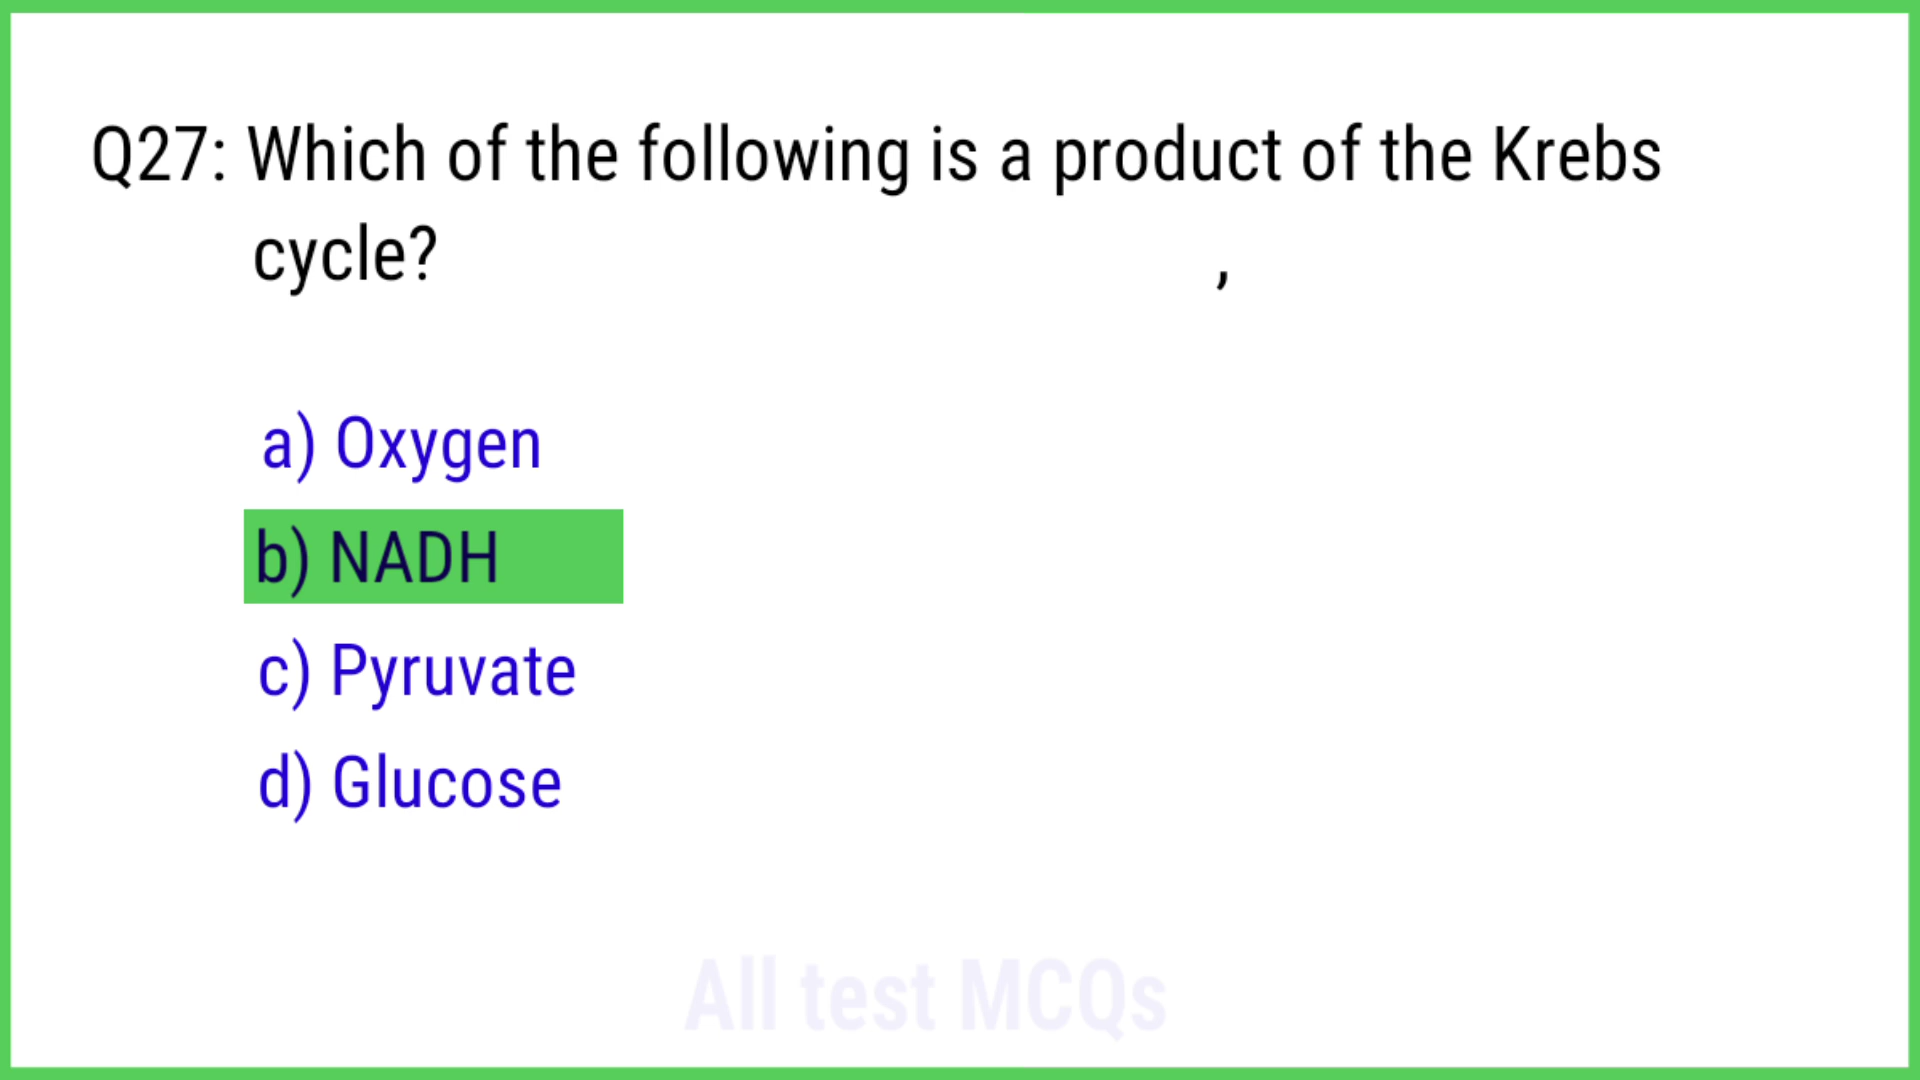 Q27: Which of the following is a product of the Krebs
cycle? ,
a) Oxygen
b) NADH
c) Pyruvate
d) Glucose
All test MCQs